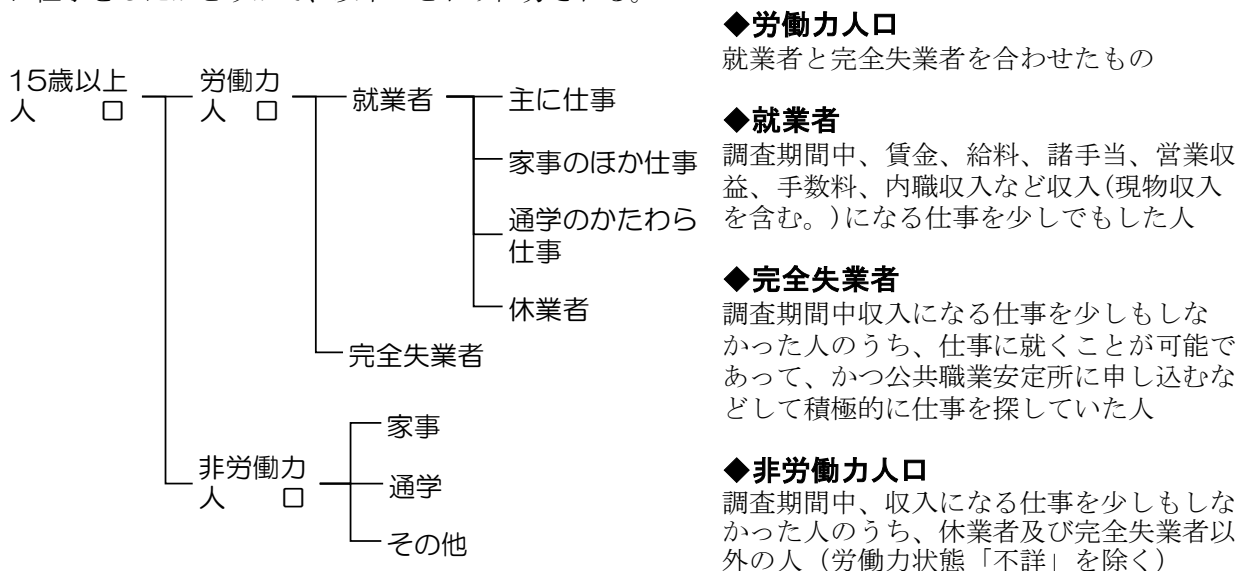 15歳以上
人　　口
労働力
人　口
就業者
主に仕事
家事のほか仕事
通学のかたわら
仕事
休業者
完全失業者
非労働力
人　　口
家事
通学
その他
◆労働力人口
就業者と完全失業者を合わせたもの
◆就業者
調査期間中、賃金、給料、諸手当、営業収
益、手数料、内職収入など収入(現物収入
を含む。)になる仕事を少しでもした人
◆完全失業者
調査期間中収入になる仕事を少しもしな
かった人のうち、仕事に就くことが可能で
あって、かつ公共職業安定所に申し込むな
どして積極的に仕事を探していた人
◆非労働力人口
調査期間中、収入になる仕事を少しもしな
かった人のうち、休業者及び完全失業者以
外の人（労働力状態「不詳」を除く）